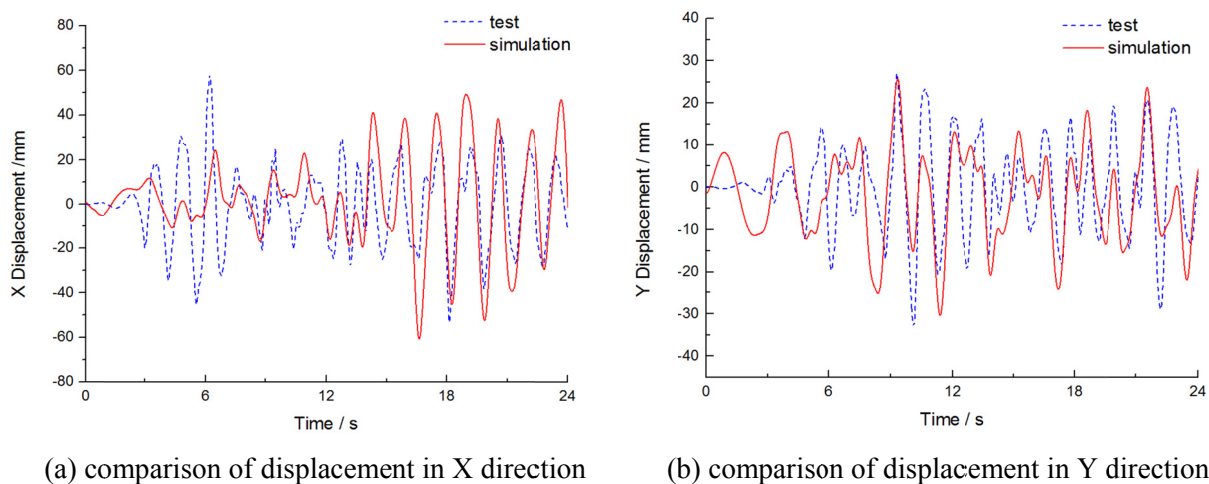 80
60
40
20
0
-20
-40
-60
-80
X Displacement /mm
0 6 12 18 24
Time / s
test
simulation
(a) comparison of displacement in X direction
40
30
20
10
0
-10
-20
-30
-40
Y Displacement / mm
0 6 12 18 24
Time / s
test
simulation
(b) comparison of displacement in Y direction